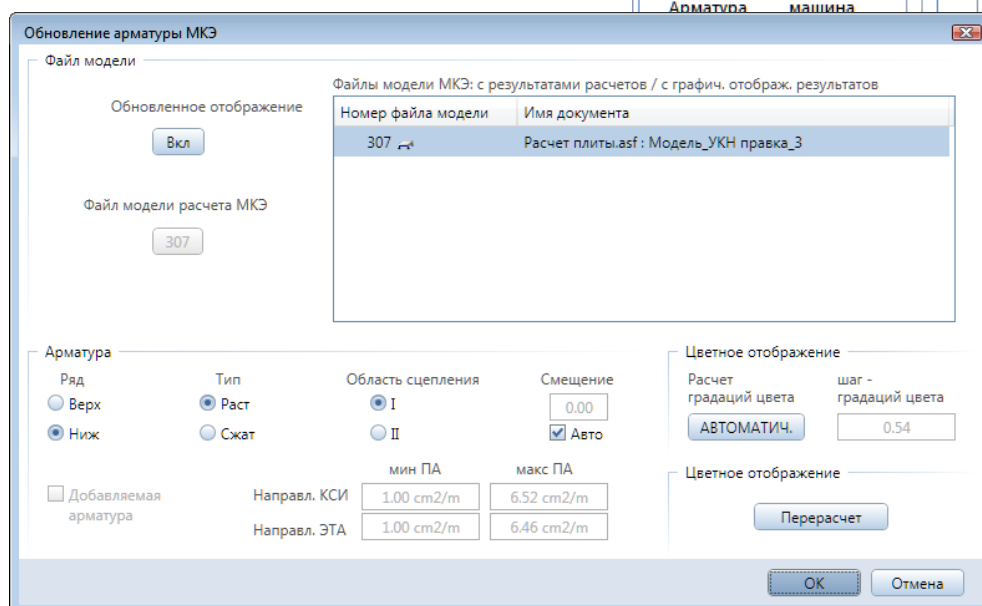 Арматура машина
Обновление арматуры МКЭ
Файл модели
Обновленное отображение
Вкл
Файл модели расчета МКЭ
307
Файлы модели МКЭ: с результатами расчетов / с графич. отображ. результатов
Номер файла модели Имя документа
307 Расчет плиты.asf : Модель_УКН правка_3
Арматура
Ряд Тип Область сцепления Смещение
Верх Раст I 0.00
Ниж Сжат II Авто
мин ПА макс ПА
Добавляемая арматура
Направл. КСИ 1.00 cm2/m 6.52 cm2/m
Направл. ЭТА 1.00 cm2/m 6.46 cm2/m
Цветное отображение
Расчет шаг -
градаций цвета градаций цвета
АВТОМАТИЧ. 0.54
Цветное отображение
Перерасчет
OK Отмена